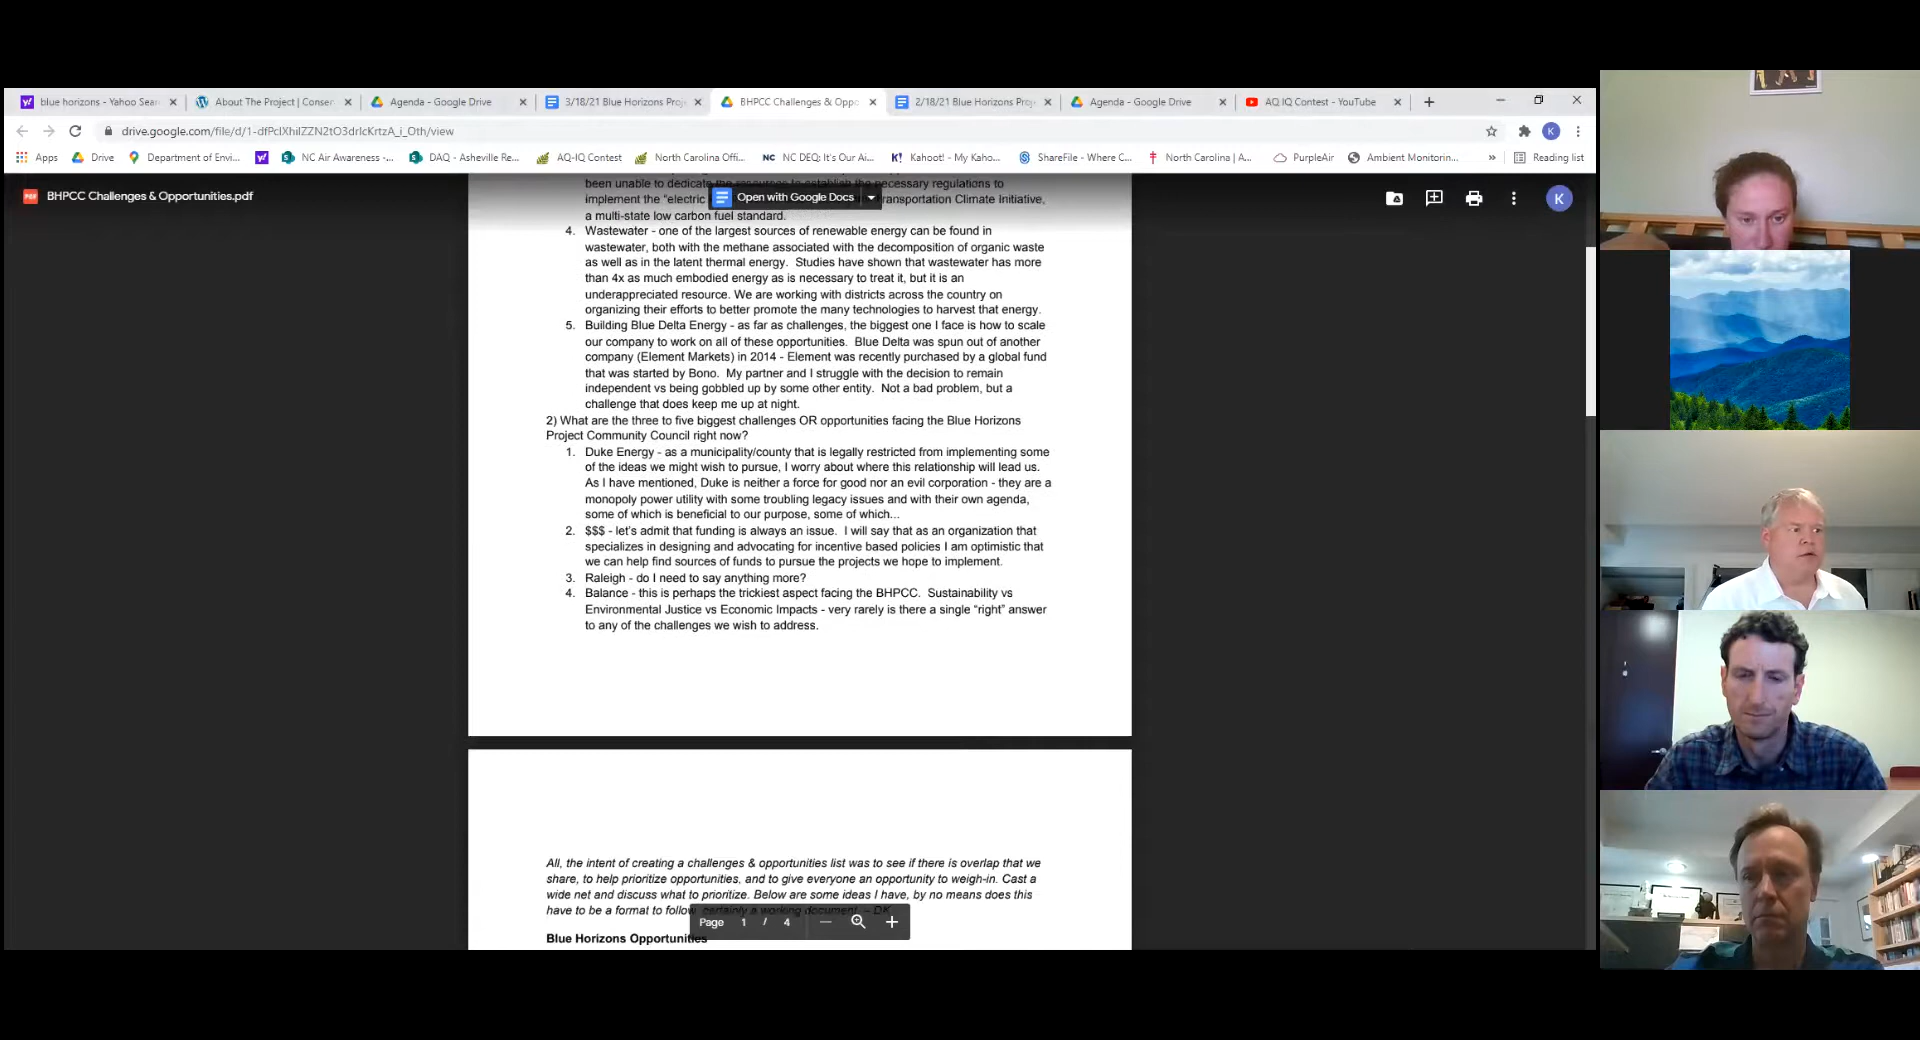 blue horizons - Yahoo Sear
About The Project | Conser
Agenda - Google Drive
3/18/21 Blue Horizons Proj
BHPCC Challenges & Oppo
2/18/21 Blue Horizons Proj
Agenda - Google Drive
AQ IQ Contest - YouTube
Apps
Drive
Department of Envi...
NC Air Awareness -...
DAQ - Asheville Re...
AQ-IQ Contest
North Carolina Offi...
NC DEQ: It's Our Ai...
Kahoot! - My Kaho...
ShareFile - Where C...
North Carolina | A...
PurpleAir
Ambient Monitorin...
»
Reading list
PDF
BHPCC Challenges & Opportunities.pdf
Open with Google Docs
K
been unable to dedicate the resources to establish the necessary regulations to
implement the "electric ransportation Climate Initiative,
a multi-state low carbon fuel standard.
4. Wastewater - one of the largest sources of renewable energy can be found in
wastewater, both with the methane associated with the decomposition of organic waste
as well as in the latent thermal energy. Studies have shown that wastewater has more
than 4x as much embodied energy as is necessary to treat it, but it is an
underappreciated resource. We are working with districts across the country on
organizing their efforts to better promote the many technologies to harvest that energy.
5. Building Blue Delta Energy - as far as challenges, the biggest one I face is how to scale
our company to work on all of these opportunities. Blue Delta was spun out of another
company (Element Markets) in 2014 - Element was recently purchased by a global fund
that was started by Bono. My partner and I struggle with the decision to remain
independent vs being gobbled up by some other entity. Not a bad problem, but a
challenge that does keep me up at night.
2) What are the three to five biggest challenges OR opportunities facing the Blue Horizons
Project Community Council right now?
1. Duke Energy - as a municipality/county that is legally restricted from implementing some
of the ideas we might wish to pursue, I worry about where this relationship will lead us.
As I have mentioned, Duke is neither a force for good nor an evil corporation - they are a
monopoly power utility with some troubling legacy issues and with their own agenda,
some of which is beneficial to our purpose, some of which...
2. $$$ - let's admit that funding is always an issue. I will say that as an organization that
specializes in designing and advocating for incentive based policies I am optimistic that
we can help find sources of funds to pursue the projects we hope to implement.
3. Raleigh - do I need to say anything more?
4. Balance - this is perhaps the trickiest aspect facing the BHPCC. Sustainability vs
Environmental Justice vs Economic Impacts - very rarely is there a single "right" answer
to any of the challenges we wish to address.
All, the intent of creating a challenges & opportunities list was to see if there is overlap that we
share, to help prioritize opportunities, and to give everyone an opportunity to weigh-in. Cast a
wide net and discuss what to prioritize. Below are some ideas I have, by no means does this
have to be a format to follow, certainly a working document. – DK
Page 1 / 4
Blue Horizons Opportunities